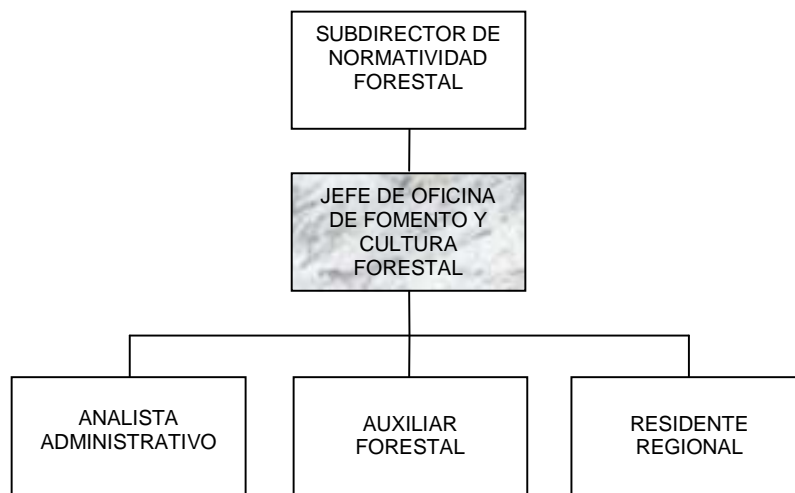 SUBDIRECTOR DE
NORMATIVIDAD
FORESTAL
JEFE DE OFICINA
DE FOMENTO Y
CULTURA
FORESTAL
ANALISTA
ADMINISTRATIVO
AUXILIAR
FORESTAL
RESIDENTE
REGIONAL